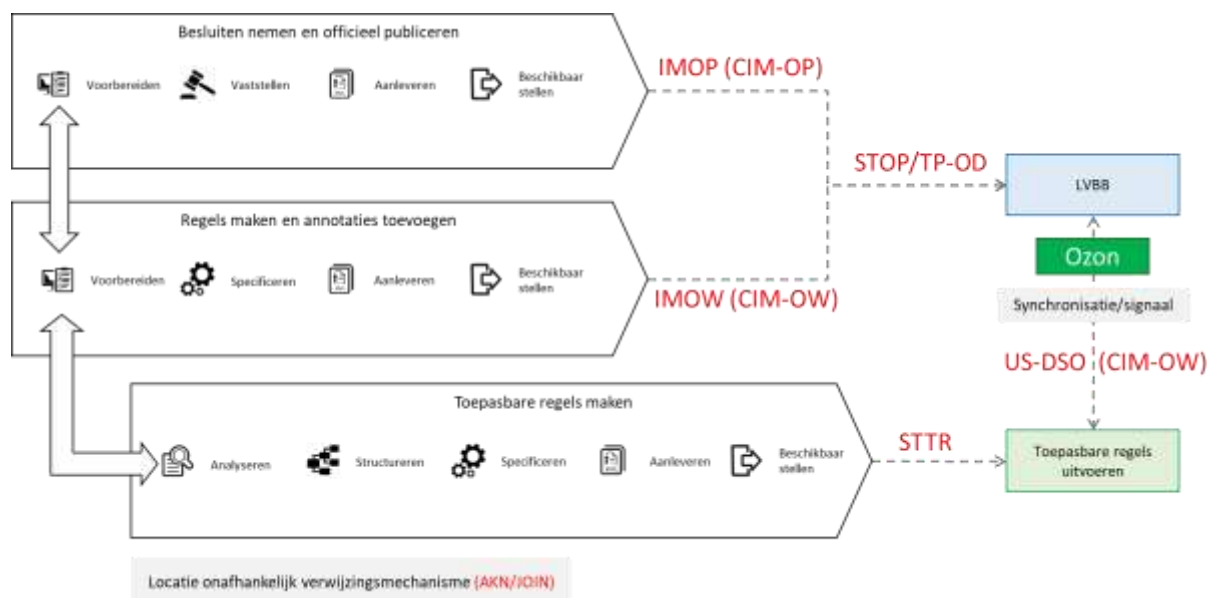 Besluiten nemen en officieel publiceren
Voorbereiden
Vaststellen
Aanleveren
Beschikbaar
stellen
IMOP (CIM-OP)
STOP/TP-OD
LVBB
Regels maken en annotaties toevoegen
Voorbereiden
Specificeren
Aanleveren
Beschikbaar
stellen
IMOW (CIM-OW)
Ozon
Synchronisatie/signaal
US-DSO (CIM-OW)
Toepasbare regels maken
Analyseren
Structureren
Specificeren
Aanleveren
Beschikbaar
stellen
STTR
Toepasbare regels
uitvoeren
Locatie onafhankelijk verwijzingsmechanisme (AKN/JOIN)